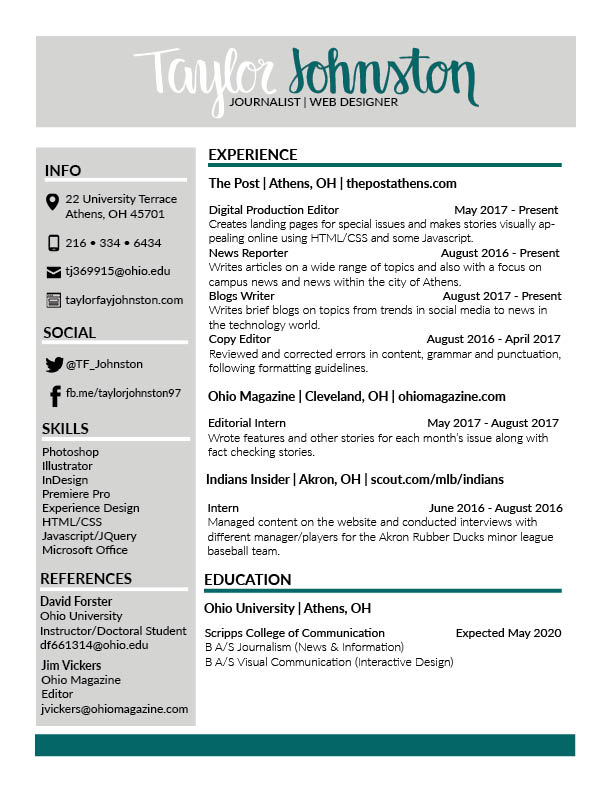 Taylor Johnston
JOURNALIST | WEB DESIGNER
INFO
22 University Terrace
Athens, OH 45701
216 • 334 • 6434
tj369915@ohio.edu
taylorfayjohnston.com
SOCIAL
@TF_Johnston
fb.me/taylorjohnston97
SKILLS
Photoshop
Illustrator
InDesign
Premiere Pro
Experience Design
HTML/CSS
Javascript/JQuery
Microsoft Office
REFERENCES
David Forster
Ohio University
Instructor/Doctoral Student
df661314@ohio.edu
Jim Vickers
Ohio Magazine
Editor
jvickers@ohiomagazine.com
EXPERIENCE
The Post | Athens, OH | thepostathens.com
Digital Production Editor May 2017 - Present
Creates landing pages for special issues and makes stories visually ap-
pealing online using HTML/CSS and some Javascript.
News Reporter August 2016 - Present
Writes articles on a wide range of topics and also with a focus on
campus news and news within the city of Athens.
Blogs Writer August 2017 - Present
Writes brief blogs on topics from trends in social media to news in
the technology world.
Copy Editor August 2016 - April 2017
Reviewed and corrected errors in content, grammar and punctuation,
following formatting guidelines.
Ohio Magazine | Cleveland, OH | ohiomagazine.com
Editorial Intern May 2017 - August 2017
Wrote features and other stories for each month's issue along with
fact checking stories.
Indians Insider | Akron, OH | scout.com/mlb/indians
Intern June 2016 - August 2016
Managed content on the website and conducted interviews with
different manager/players for the Akron Rubber Ducks minor league
baseball team.
EDUCATION
Ohio University | Athens, OH
Scripps College of Communication Expected May 2020
B A/S Journalism (News & Information)
B A/S Visual Communication (Interactive Design)